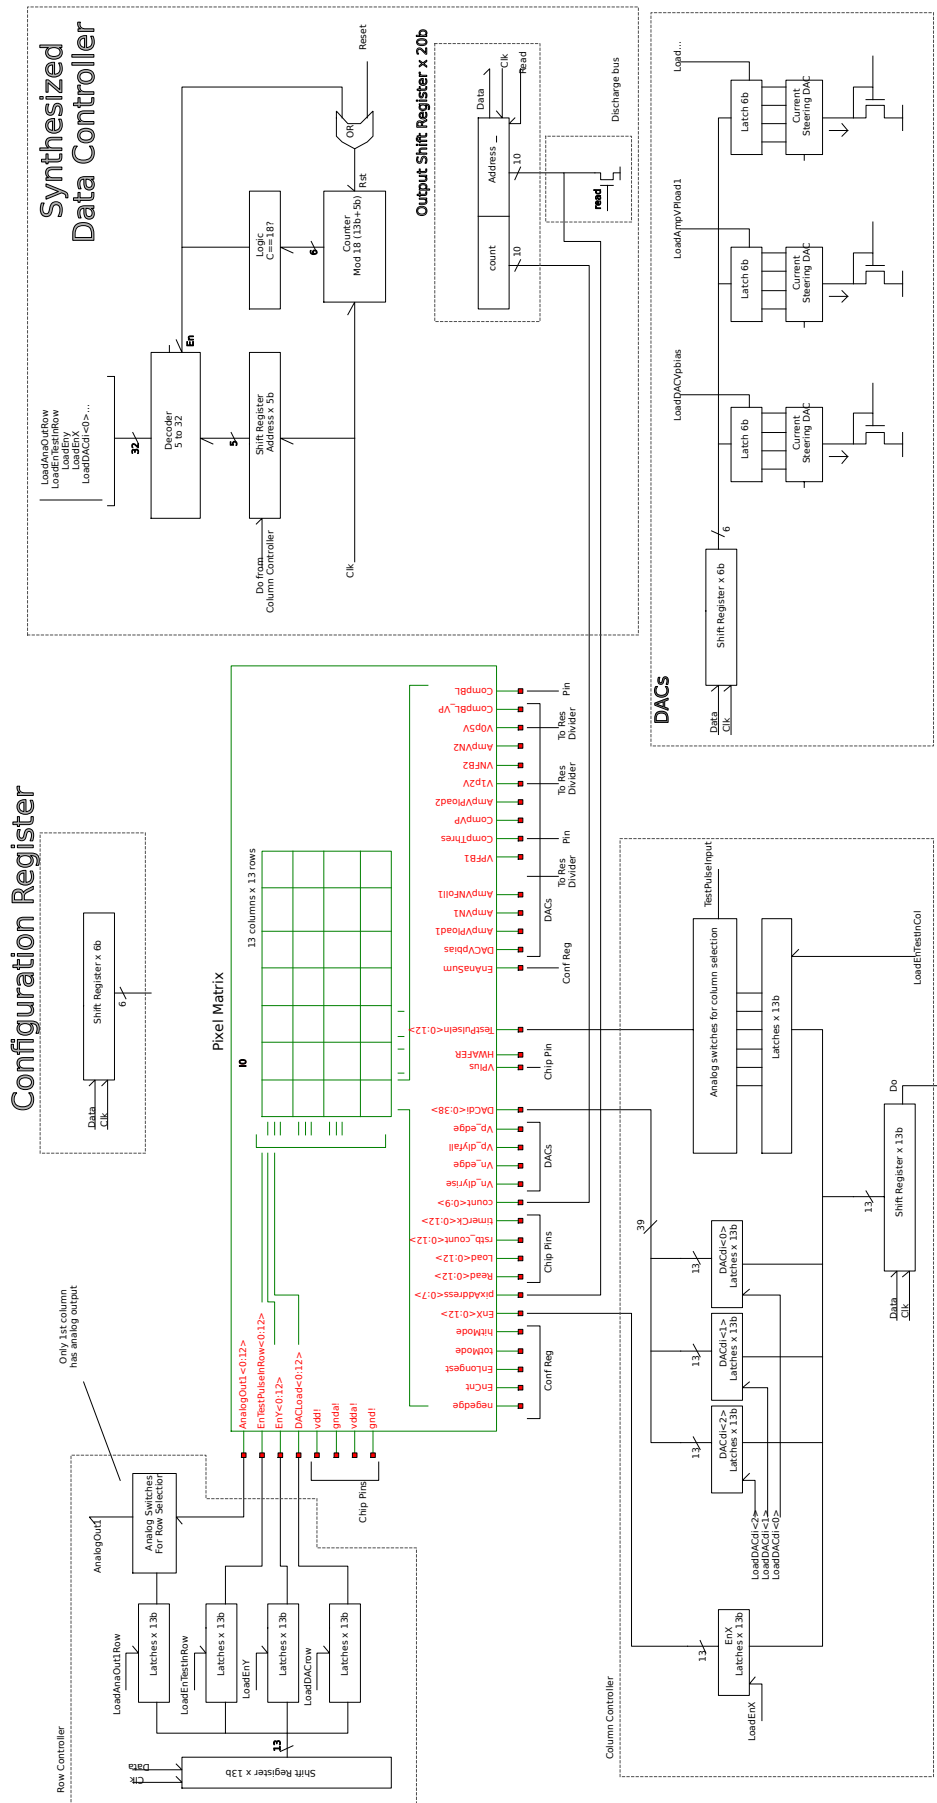 Synthesized
Data Controller
Reset
OR
Rst
Logic
C==18?
6
Counter
Mod 18 (13b+5b)
En
LoadAnaOutRow
LoadEnTestInRow
LoadEny
LoadEnX
LoadDACdi<0>...
32
Decoder
5 to 32
5
Shift Register
Address x 5b
Do from
Column Controller
Clk
Output Shift Register x 20b
Data
Clk
Read
Address
count
10
10
Discharge bus
read
DACs
Load...
LoadAmpVPload1
LoadDACVpbias
Latch 6b
Current
Steering DAC
Latch 6b
Current
Steering DAC
Latch 6b
Current
Steering DAC
6
Shift Register x 6b
Data
Clk
Configuration Register
Shift Register x 6b
6
Data
Clk
Pixel Matrix
I0
13 columns x 13 rows
CompBL
CompBL_VP
V0p5V
AmpVN2
VNFB2
V1p2V
AmpVPload2
CompVP
CompThres
VPFB1
AmpVNFoll1
AmpVN1
AmpVPload1
DACVpbias
EnAnaSum
TestPulseIn<0:12>
HWAFER
VPlus
DACdi<0:38>
Vp_edge
Vp_dlyfall
Vn_edge
Vn_dlyrise
count<0:9>
timerCk<0:12>
rstb_count<0:12>
Load<0:12>
Read<0:12>
pixAddress<0:7>
EnX<0:12>
hitMode
totMode
EnLongest
EnCnt
negedge
Pin
To Res
Divider
To Res
Divider
Pin
To Res
Divider
DACs
Conf Reg
Chip Pin
DACs
Chip Pins
Conf Reg
AnalogOut1<0:12>
EnTestPulseInRow<0:12>
EnY<0:12>
DACLoad<0:12>
vdd!
gnda!
vdda!
gnd!
Chip Pins
Only 1st column
has analog output
Row Controller
AnalogOut1
Analog Switches
For Row Selection
LoadAnaOut1Row
Latches x 13b
LoadEnTestInRow
Latches x 13b
LoadEnY
Latches x 13b
LoadDACrow
Latches x 13b
13
Data
Clk
Shift Register x 13b
Column Controller
TestPulseInput
Analog switches for column selection
Latches x 13b
LoadEnTestInCol
Do
Shift Register x 13b
13
Data
Clk
39
13
DACdi<0>
Latches x 13b
13
DACdi<1>
Latches x 13b
13
DACdi<2>
Latches x 13b
LoadDACdi<2>
LoadDACdi<1>
LoadDACdi<0>
13
EnX
Latches x 13b
LoadEnX